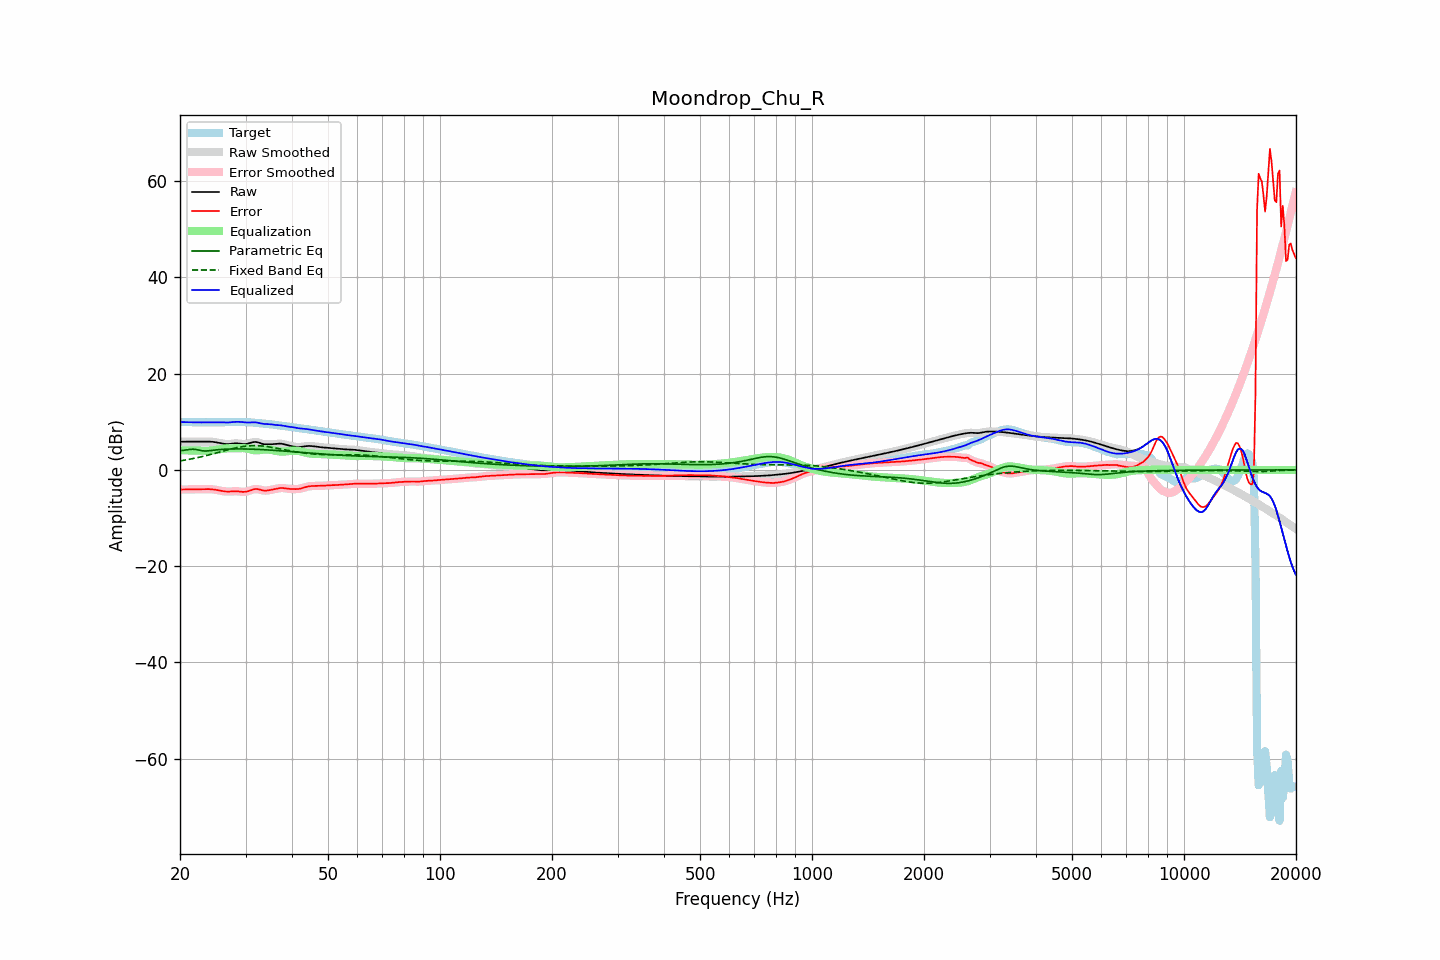 Moondrop_Chu_R
Target
Raw Smoothed
Error Smoothed
Raw
Error
Equalization
Parametric Eq
Fixed Band Eq
Equalized
60
40
20
0
−20
−40
−60
Amplitude (dBr)
20
50
100
200
500
1000
2000
5000
10000
20000
Frequency (Hz)